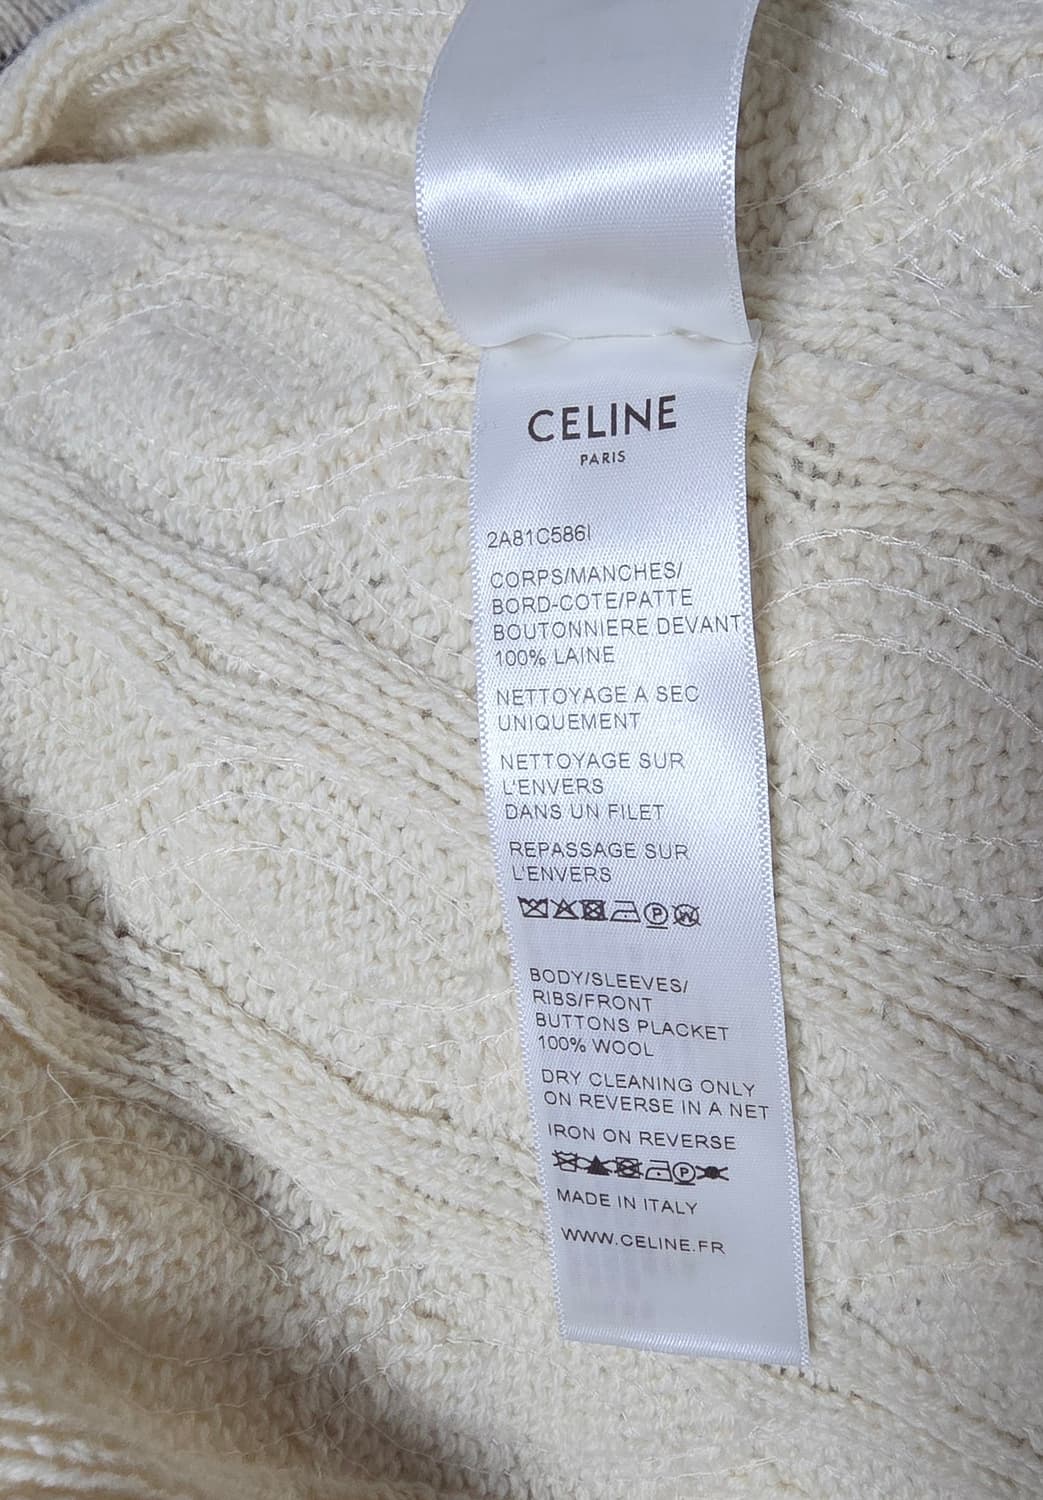 CELINE
PARIS
2A81C586I
CORPS/MANCHES/
BORD-COTE/PATTE
BOUTONNIERE DEVANT
100% LAINE
NETTOYAGE A SEC
UNIQUEMENT
NETTOYAGE SUR
L'ENVERS
DANS UN FILET
REPASSAGE SUR
L'ENVERS
P W
BODY/SLEEVES/
RIBS/FRONT
BUTTONS PLACKET
100% WOOL
DRY CLEANING ONLY
ON REVERSE IN A NET
IRON ON REVERSE
P
MADE IN ITALY
WWW.CELINE.FR